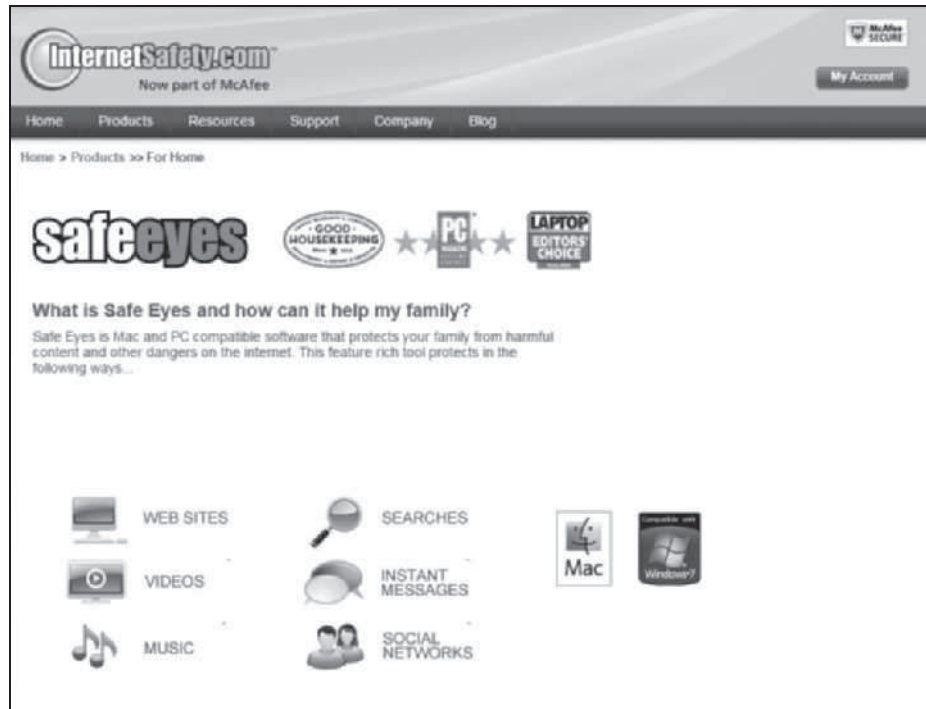 McAfee
SECURE
InternetSafety.com
Now part of McAfee
My Account
Home Products Resources Support Company Blog
Home > Products >> For Home
safeeyes
GOOD
HOUSEKEEPING
PC
LAPTOP
EDITORS'
CHOICE
What is Safe Eyes and how can it help my family?
Safe Eyes is Mac and PC compatible software that protects your family from harmful
content and other dangers on the internet. This feature rich tool protects in the
following ways...
WEB SITES
SEARCHES
VIDEOS
INSTANT
MESSAGES
MUSIC
SOCIAL
NETWORKS
Mac
Compatible with
Windows 7